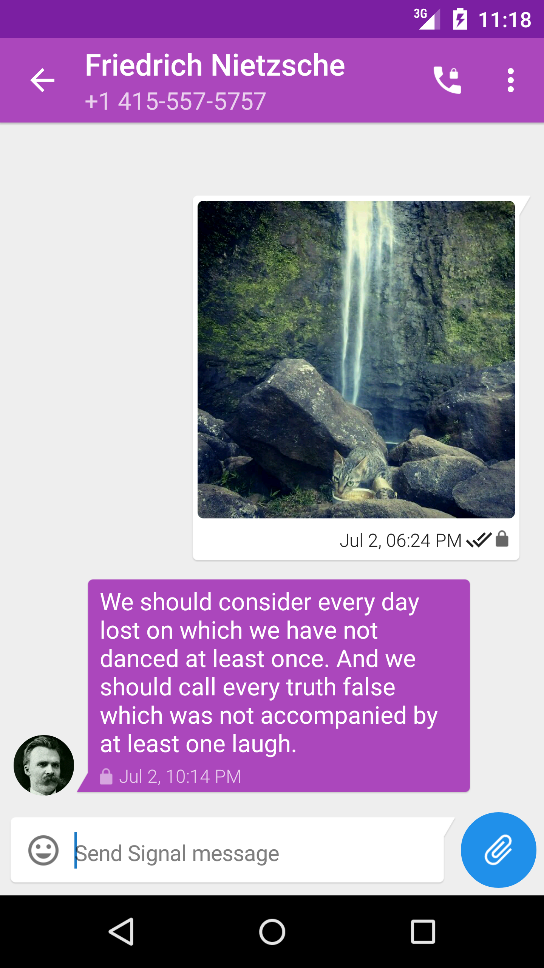 3G 11:18
Friedrich Nietzsche
+1 415-557-5757
Jul 2, 06:24 PM
We should consider every day
lost on which we have not
danced at least once. And we
should call every truth false
which was not accompanied by
at least one laugh.
Jul 2, 10:14 PM
Send Signal message